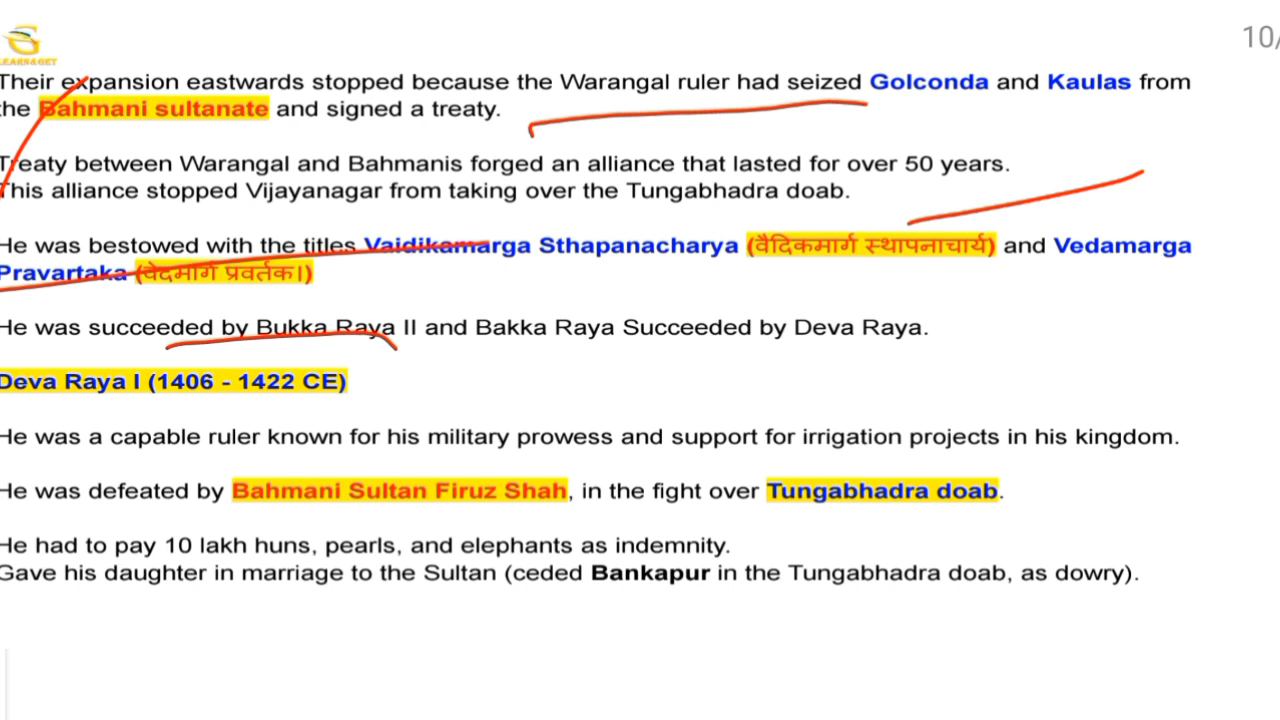 LEARNAGET
10/
Their expansion eastwards stopped because the Warangal ruler had seized Golconda and Kaulas from
the Bahmani sultanate and signed a treaty.
Treaty between Warangal and Bahmanis forged an alliance that lasted for over 50 years.
This alliance stopped Vijayanagar from taking over the Tungabhadra doab.
He was bestowed with the titles Vaidikamarga Sthapanacharya (वैदिकमार्ग स्थापनाचार्य) and Vedamarga
Pravartaka (वेदमार्ग प्रवर्तक।)
He was succeeded by Bukka Raya II and Bakka Raya Succeeded by Deva Raya.
Deva Raya I (1406 - 1422 CE)
He was a capable ruler known for his military prowess and support for irrigation projects in his kingdom.
He was defeated by Bahmani Sultan Firuz Shah, in the fight over Tungabhadra doab.
He had to pay 10 lakh huns, pearls, and elephants as indemnity.
Gave his daughter in marriage to the Sultan (ceded Bankapur in the Tungabhadra doab, as dowry).